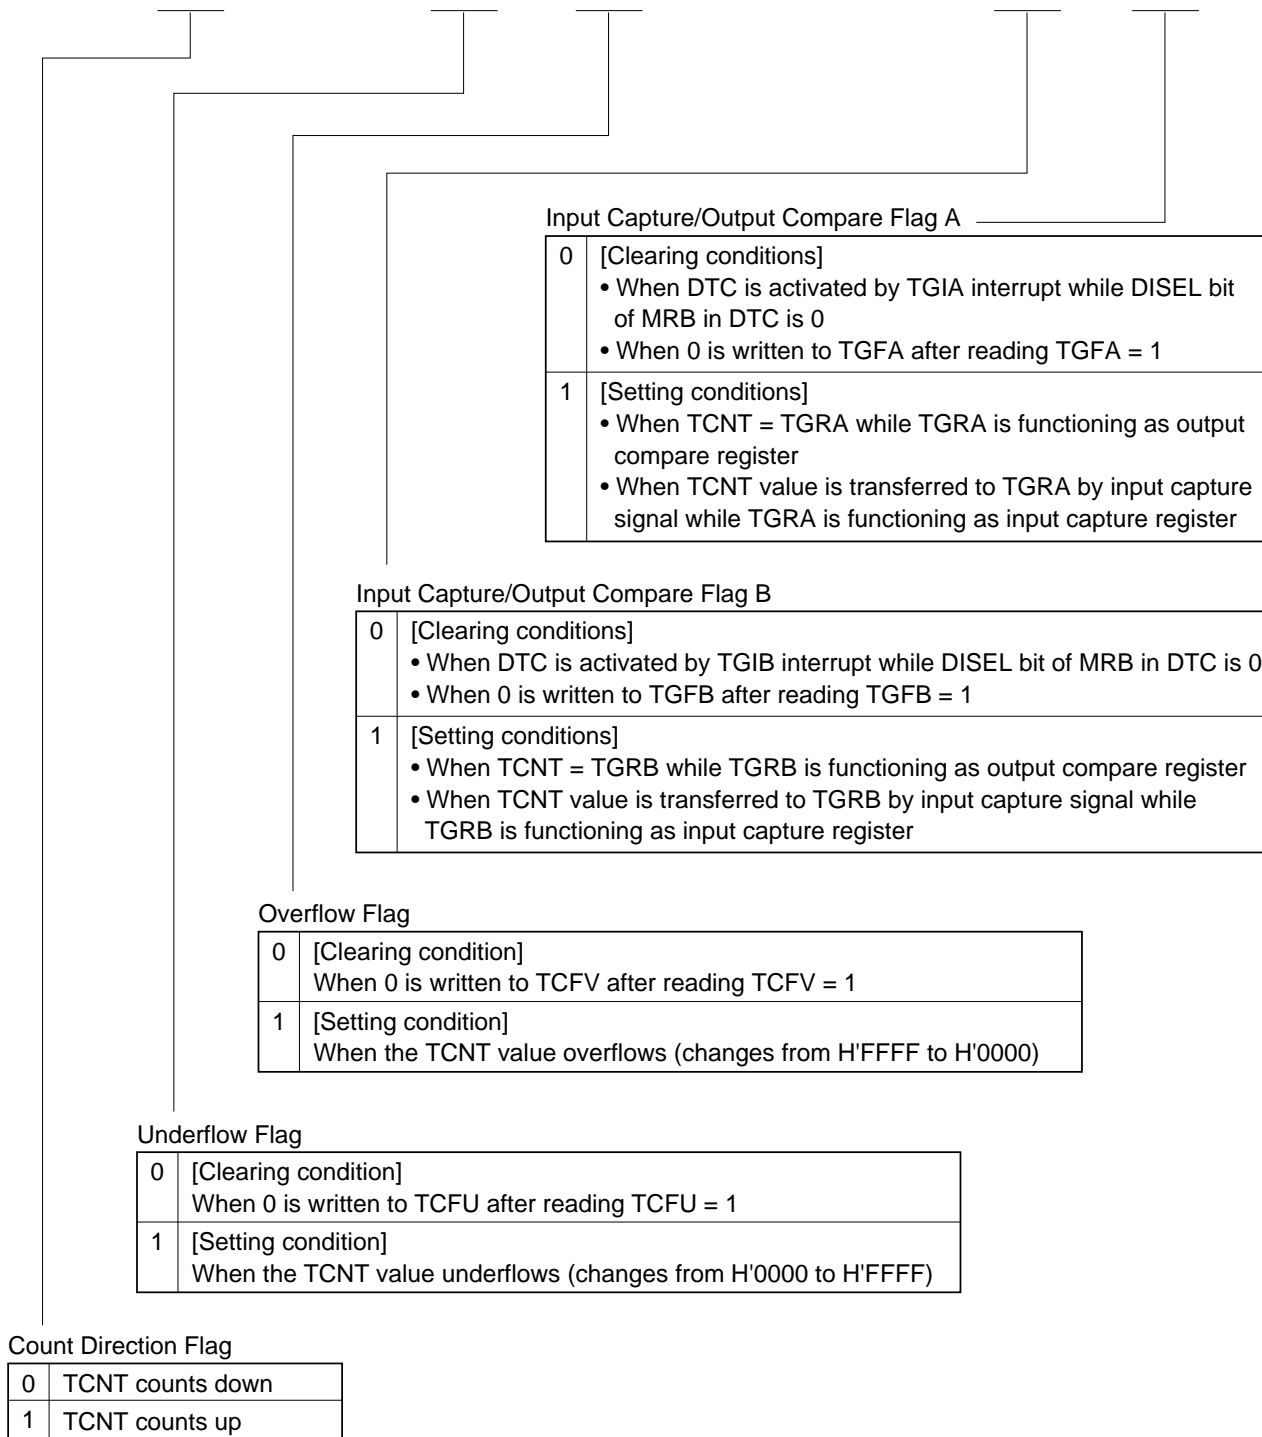 Input Capture/Output Compare Flag A
0 [Clearing conditions]
• When DTC is activated by TGIA interrupt while DISEL bit
of MRB in DTC is 0
• When 0 is written to TGFA after reading TGFA = 1
1 [Setting conditions]
• When TCNT = TGRA while TGRA is functioning as output
compare register
• When TCNT value is transferred to TGRA by input capture
signal while TGRA is functioning as input capture register
Input Capture/Output Compare Flag B
0 [Clearing conditions]
• When DTC is activated by TGIB interrupt while DISEL bit of MRB in DTC is 0
• When 0 is written to TGFB after reading TGFB = 1
1 [Setting conditions]
• When TCNT = TGRB while TGRB is functioning as output compare register
• When TCNT value is transferred to TGRB by input capture signal while
TGRB is functioning as input capture register
Overflow Flag
0 [Clearing condition]
When 0 is written to TCFV after reading TCFV = 1
1 [Setting condition]
When the TCNT value overflows (changes from H'FFFF to H'0000)
Underflow Flag
0 [Clearing condition]
When 0 is written to TCFU after reading TCFU = 1
1 [Setting condition]
When the TCNT value underflows (changes from H'0000 to H'FFFF)
Count Direction Flag
0 TCNT counts down
1 TCNT counts up